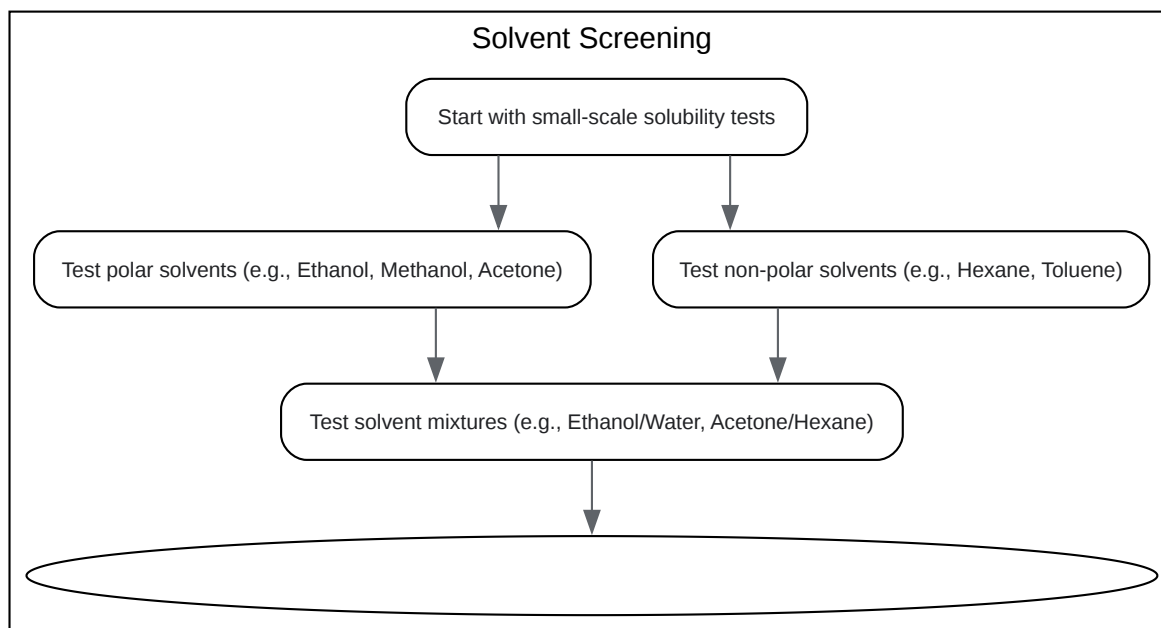 Solvent Screening
Start with small-scale solubility tests
Test polar solvents (e.g., Ethanol, Methanol, Acetone)
Test non-polar solvents (e.g., Hexane, Toluene)
Test solvent mixtures (e.g., Ethanol/Water, Acetone/Hexane)